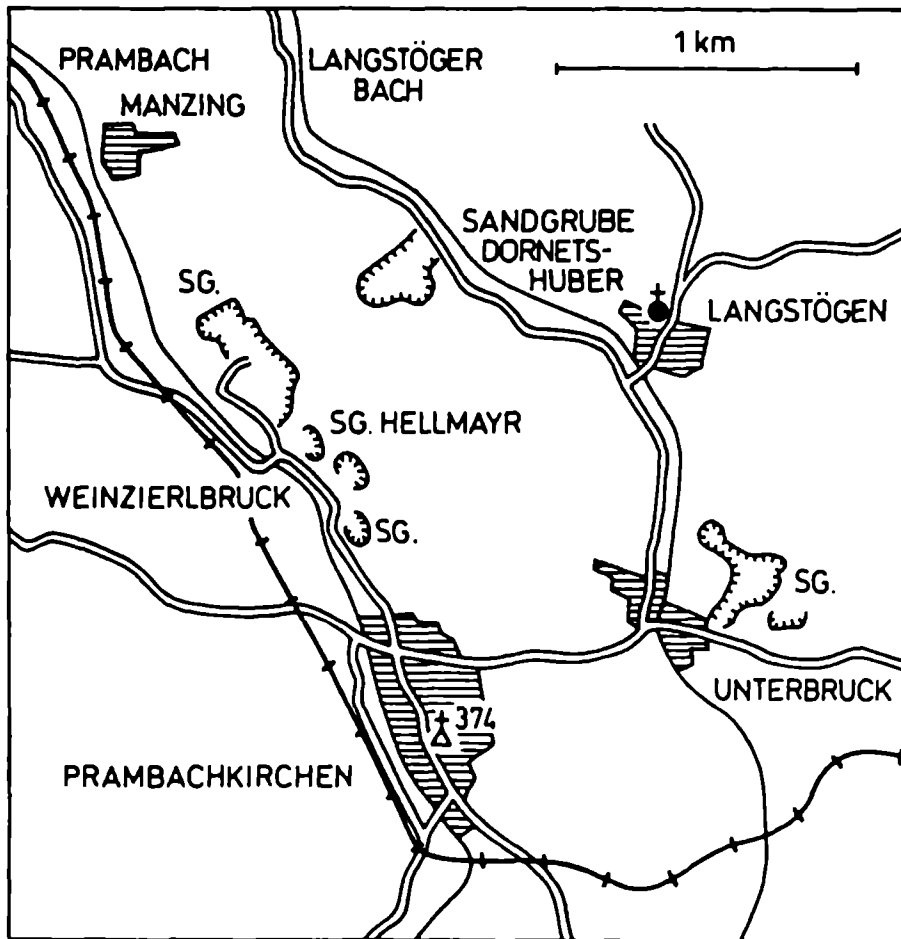 PRAMBACH
MANZING
LANGSTÖGER
BACH
1 km
SANDGRUBE
DORNETS-
HUBER
LANGSTÖGEN
SG.
SG. HELLMAYR
WEINZIERLBRUCK
SG.
SG.
UNTERBRUCK
374
PRAMBACHKIRCHEN